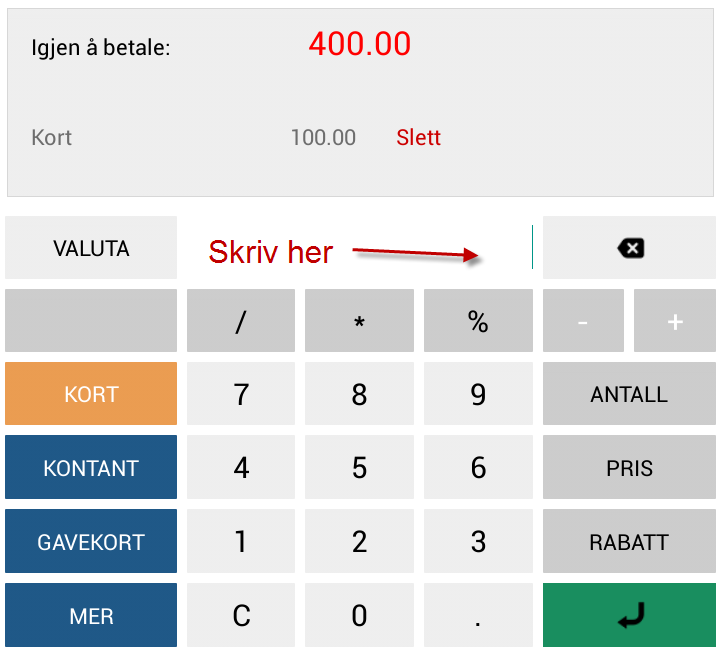 Igjen å betale: 400.00
Kort 100.00 Slett
VALUTA Skriv her
/ * % - +
KORT 7 8 9 ANTALL
KONTANT 4 5 6 PRIS
GAVEKORT 1 2 3 RABATT
MER C 0 .